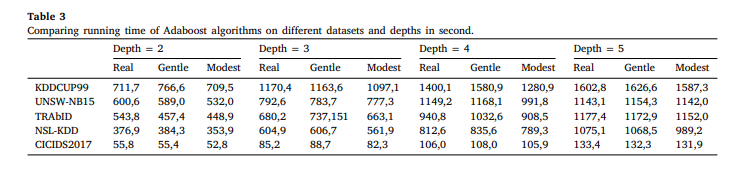 Table 3
Comparing running time of Adaboost algorithms on different datasets and depths in second.
Depth = 2 Depth = 3 Depth = 4 Depth = 5
Real Gentle Modest Real Gentle Modest Real Gentle Modest Real Gentle Modest
KDDCUP99 711,7 766,6 709,5 1170,4 1163,6 1097,1 1400,1 1580,9 1280,9 1602,8 1626,6 1587,3
UNSW-NB15 600,6 589,0 532,0 792,6 783,7 777,3 1149,2 1168,1 991,8 1143,1 1154,3 1142,0
TRAbID 543,8 457,4 448,9 680,2 737,151 663,1 940,8 1032,6 908,5 1177,4 1172,9 1152,0
NSL-KDD 376,9 384,3 353,9 604,9 606,7 561,9 812,6 835,6 789,3 1075,1 1068,5 989,2
CICIDS2017 55,8 55,4 52,8 85,2 88,7 82,3 106,0 108,0 105,9 133,4 132,3 131,9